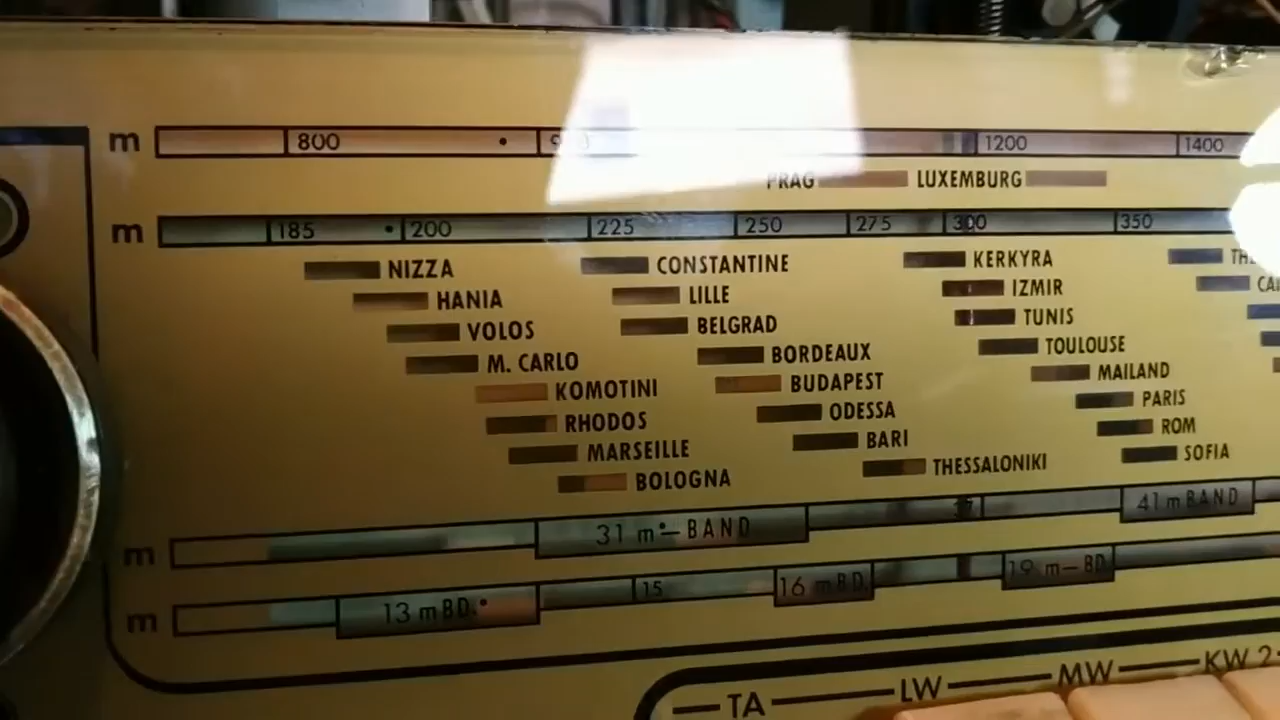 m 800 1200 1400
PRAG LUXEMBURG
m 185 200 225 250 275 300 350
NIZZA CONSTANTINE KERKYRA
HANIA LILLE IZMIR
VOLOS BELGRAD TUNIS
M. CARLO BORDEAUX TOULOUSE
KOMOTINI BUDAPEST MAILAND
RHODOS ODESSA PARIS
MARSEILLE BARI ROM
BOLOGNA THESSALONIKI SOFIA
m 31 m — BAND 41 m BAND
m 13 m BD. 15 16 m BD. 19 m — BD
TA LW MW KW 2